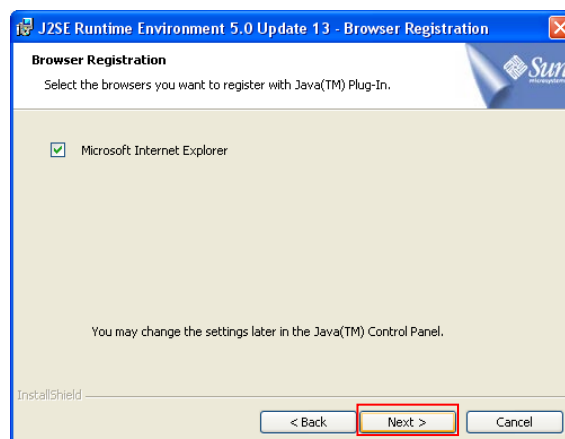 J2SE Runtime Environment 5.0 Update 13 - Browser Registration
Browser Registration
Select the browsers you want to register with Java(TM) Plug-In.
Sun
microsystems
Microsoft Internet Explorer
You may change the settings later in the Java(TM) Control Panel.
InstallShield
< Back
Next >
Cancel